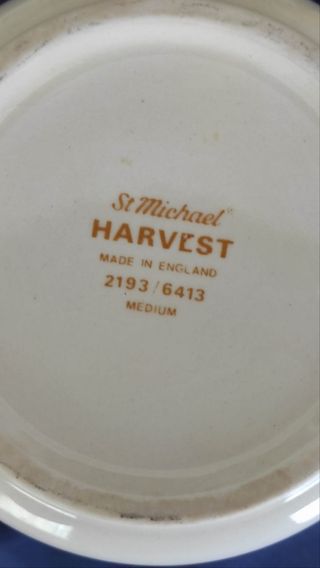 St Michael®
HARVEST
MADE IN ENGLAND
2193/6413
MEDIUM